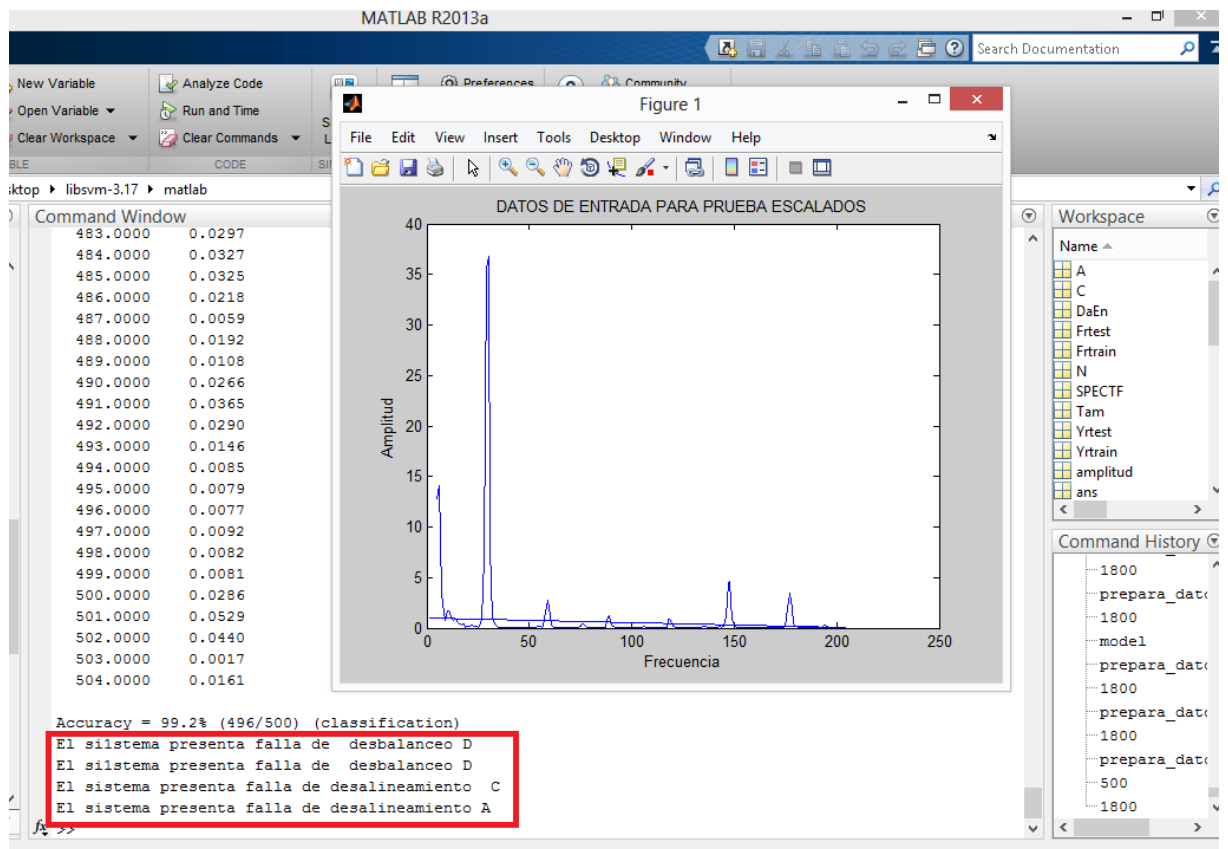 MATLAB R2013a
Search Documentation
New Variable
Analyze Code
Preferences
Community
Open Variable
Run and Time
Clear Workspace
Clear Commands
CODE
Figure 1
File Edit View Insert Tools Desktop Window Help
libsvm-3.17 matlab
Command Window
483.0000 0.0297
484.0000 0.0327
485.0000 0.0325
486.0000 0.0218
487.0000 0.0059
488.0000 0.0192
489.0000 0.0108
490.0000 0.0266
491.0000 0.0365
492.0000 0.0290
493.0000 0.0146
494.0000 0.0085
495.0000 0.0079
496.0000 0.0077
497.0000 0.0092
498.0000 0.0082
499.0000 0.0081
500.0000 0.0286
501.0000 0.0529
502.0000 0.0440
503.0000 0.0017
504.0000 0.0161
Accuracy = 99.2% (496/500) (classification)
El si1stema presenta falla de desbalanceo D
El si1stema presenta falla de desbalanceo D
El sistema presenta falla de desalineamiento C
El sistema presenta falla de desalineamiento A
fx >>
DATOS DE ENTRADA PARA PRUEBA ESCALADOS
40
35
30
25
20
15
10
5
0
Amplitud
0 50 100 150 200 250
Frecuencia
Workspace
Name
A
C
DaEn
Frtest
Frtrain
N
SPECTF
Tam
Yrtest
Yrtrain
amplitud
ans
Command History
1800
prepara_dato
1800
model
prepara_dato
1800
prepara_dato
1800
prepara_dato
500
1800